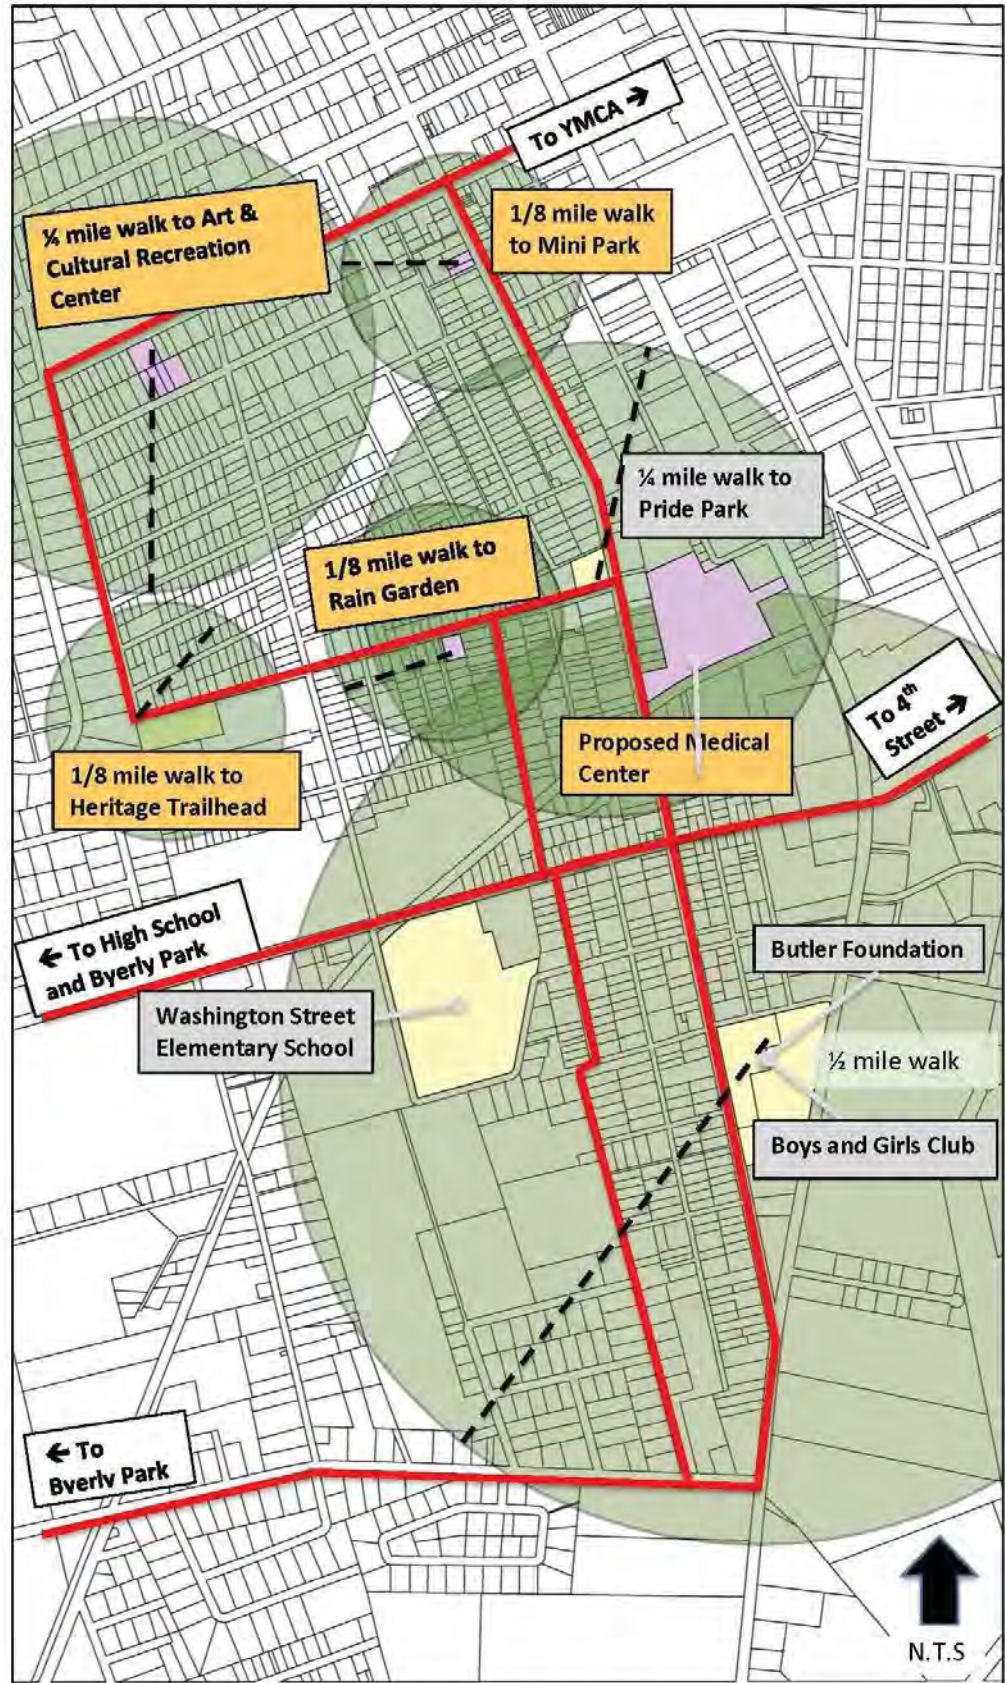 To YMCA →
¼ mile walk to Art &
Cultural Recreation
Center
1/8 mile walk
to Mini Park
¼ mile walk to
Pride Park
1/8 mile walk to
Rain Garden
To 4th
Street →
Proposed Medical
Center
1/8 mile walk to
Heritage Trailhead
← To High School
and Byerly Park
Butler Foundation
Washington Street
Elementary School
½ mile walk
Boys and Girls Club
← To
Byerly Park
N.T.S